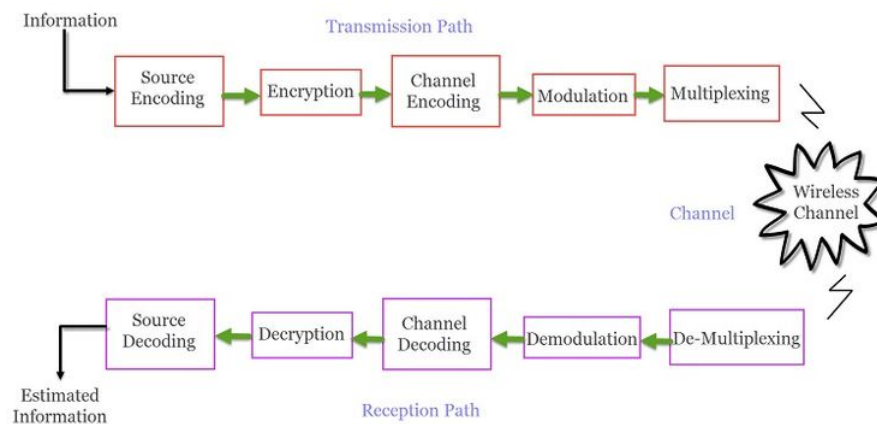 Information
Transmission Path
Source
Encoding
Encryption
Channel
Encoding
Modulation
Multiplexing
Channel
Wireless
Channel
Source
Decoding
Decryption
Channel
Decoding
Demodulation
De-Multiplexing
Estimated
Information
Reception Path